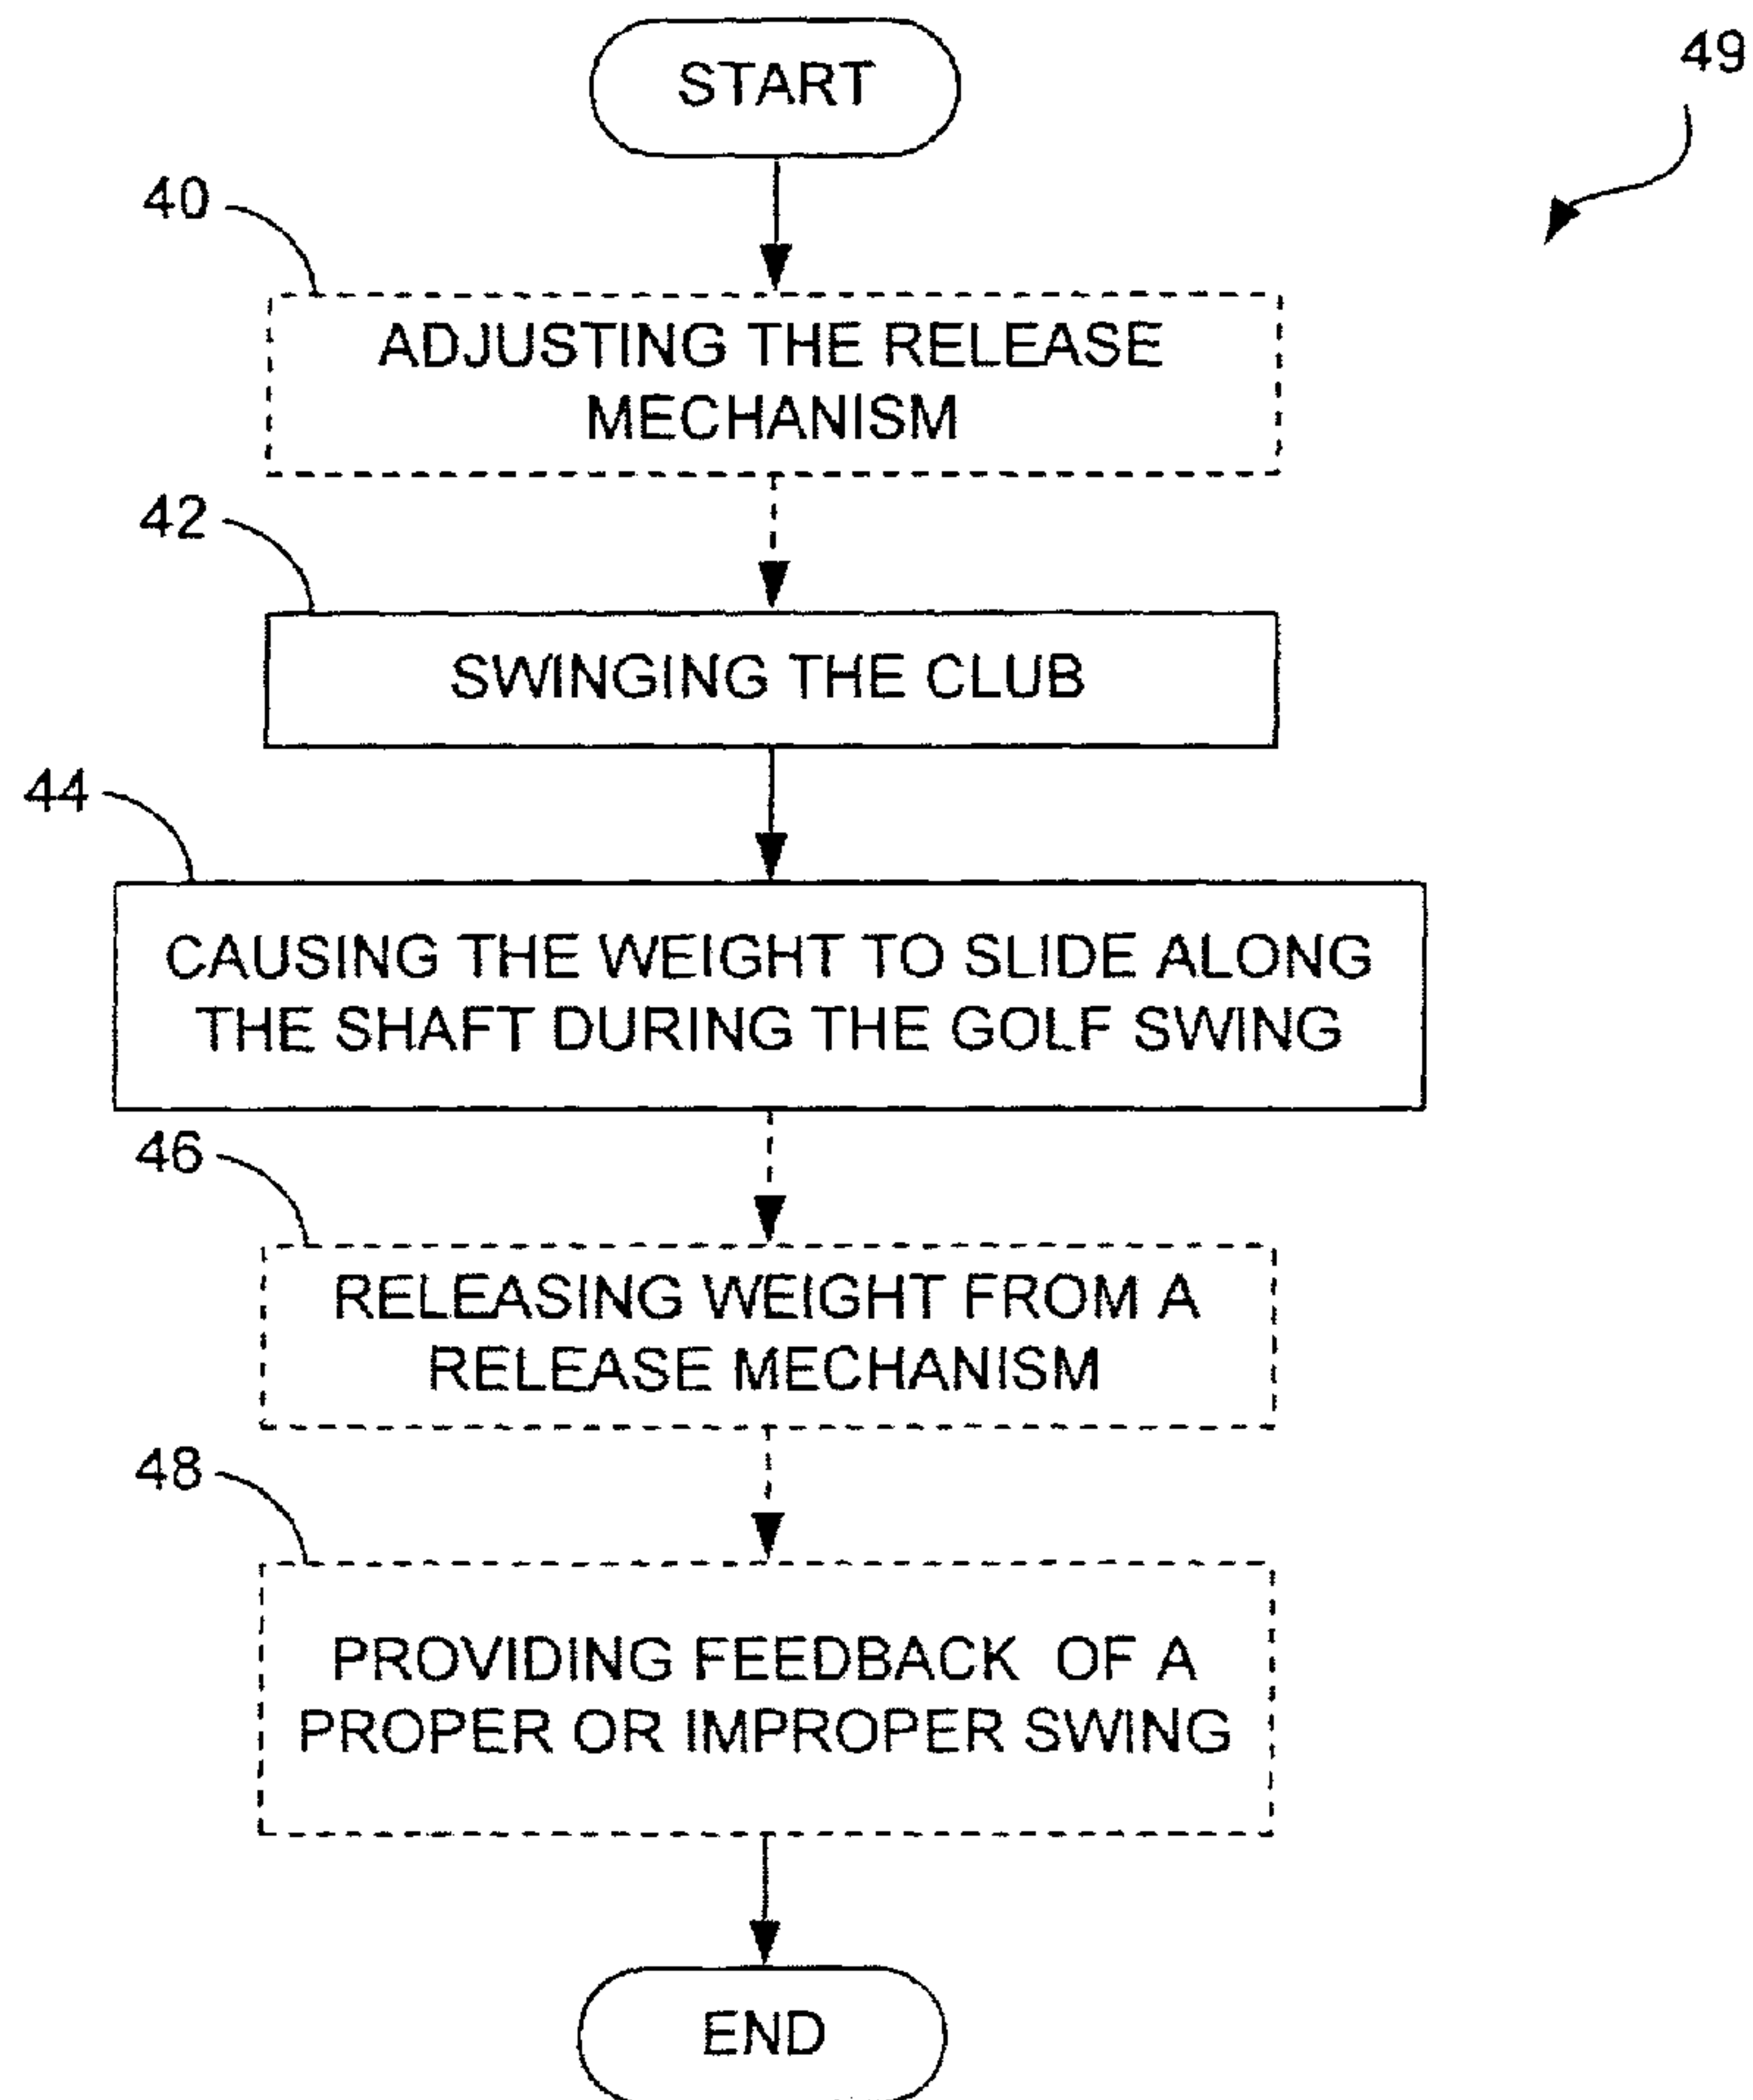 START
49
40
ADJUSTING THE RELEASE
MECHANISM
42
SWINGING THE CLUB
44
CAUSING THE WEIGHT TO SLIDE ALONG
THE SHAFT DURING THE GOLF SWING
46
RELEASING WEIGHT FROM A
RELEASE MECHANISM
48
PROVIDING FEEDBACK OF A
PROPER OR IMPROPER SWING
END